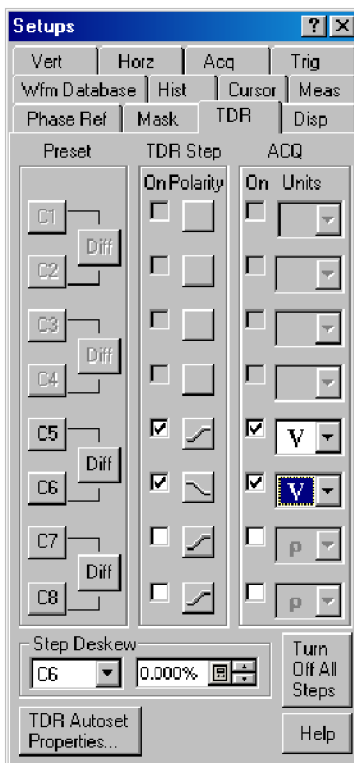 Setups
Vert Horz Acq Trig
Wfm Database Hist Cursor Meas
Phase Ref Mask TDR Disp
Preset TDR Step ACQ
On Polarity On Units
C1
Diff
C2
C3
Diff
C4
C5 V
Diff
C6 V
C7 ρ
Diff
C8 ρ
Step Deskew
C6 0.000%
Turn
Off All
Steps
TDR Autoset
Properties...
Help